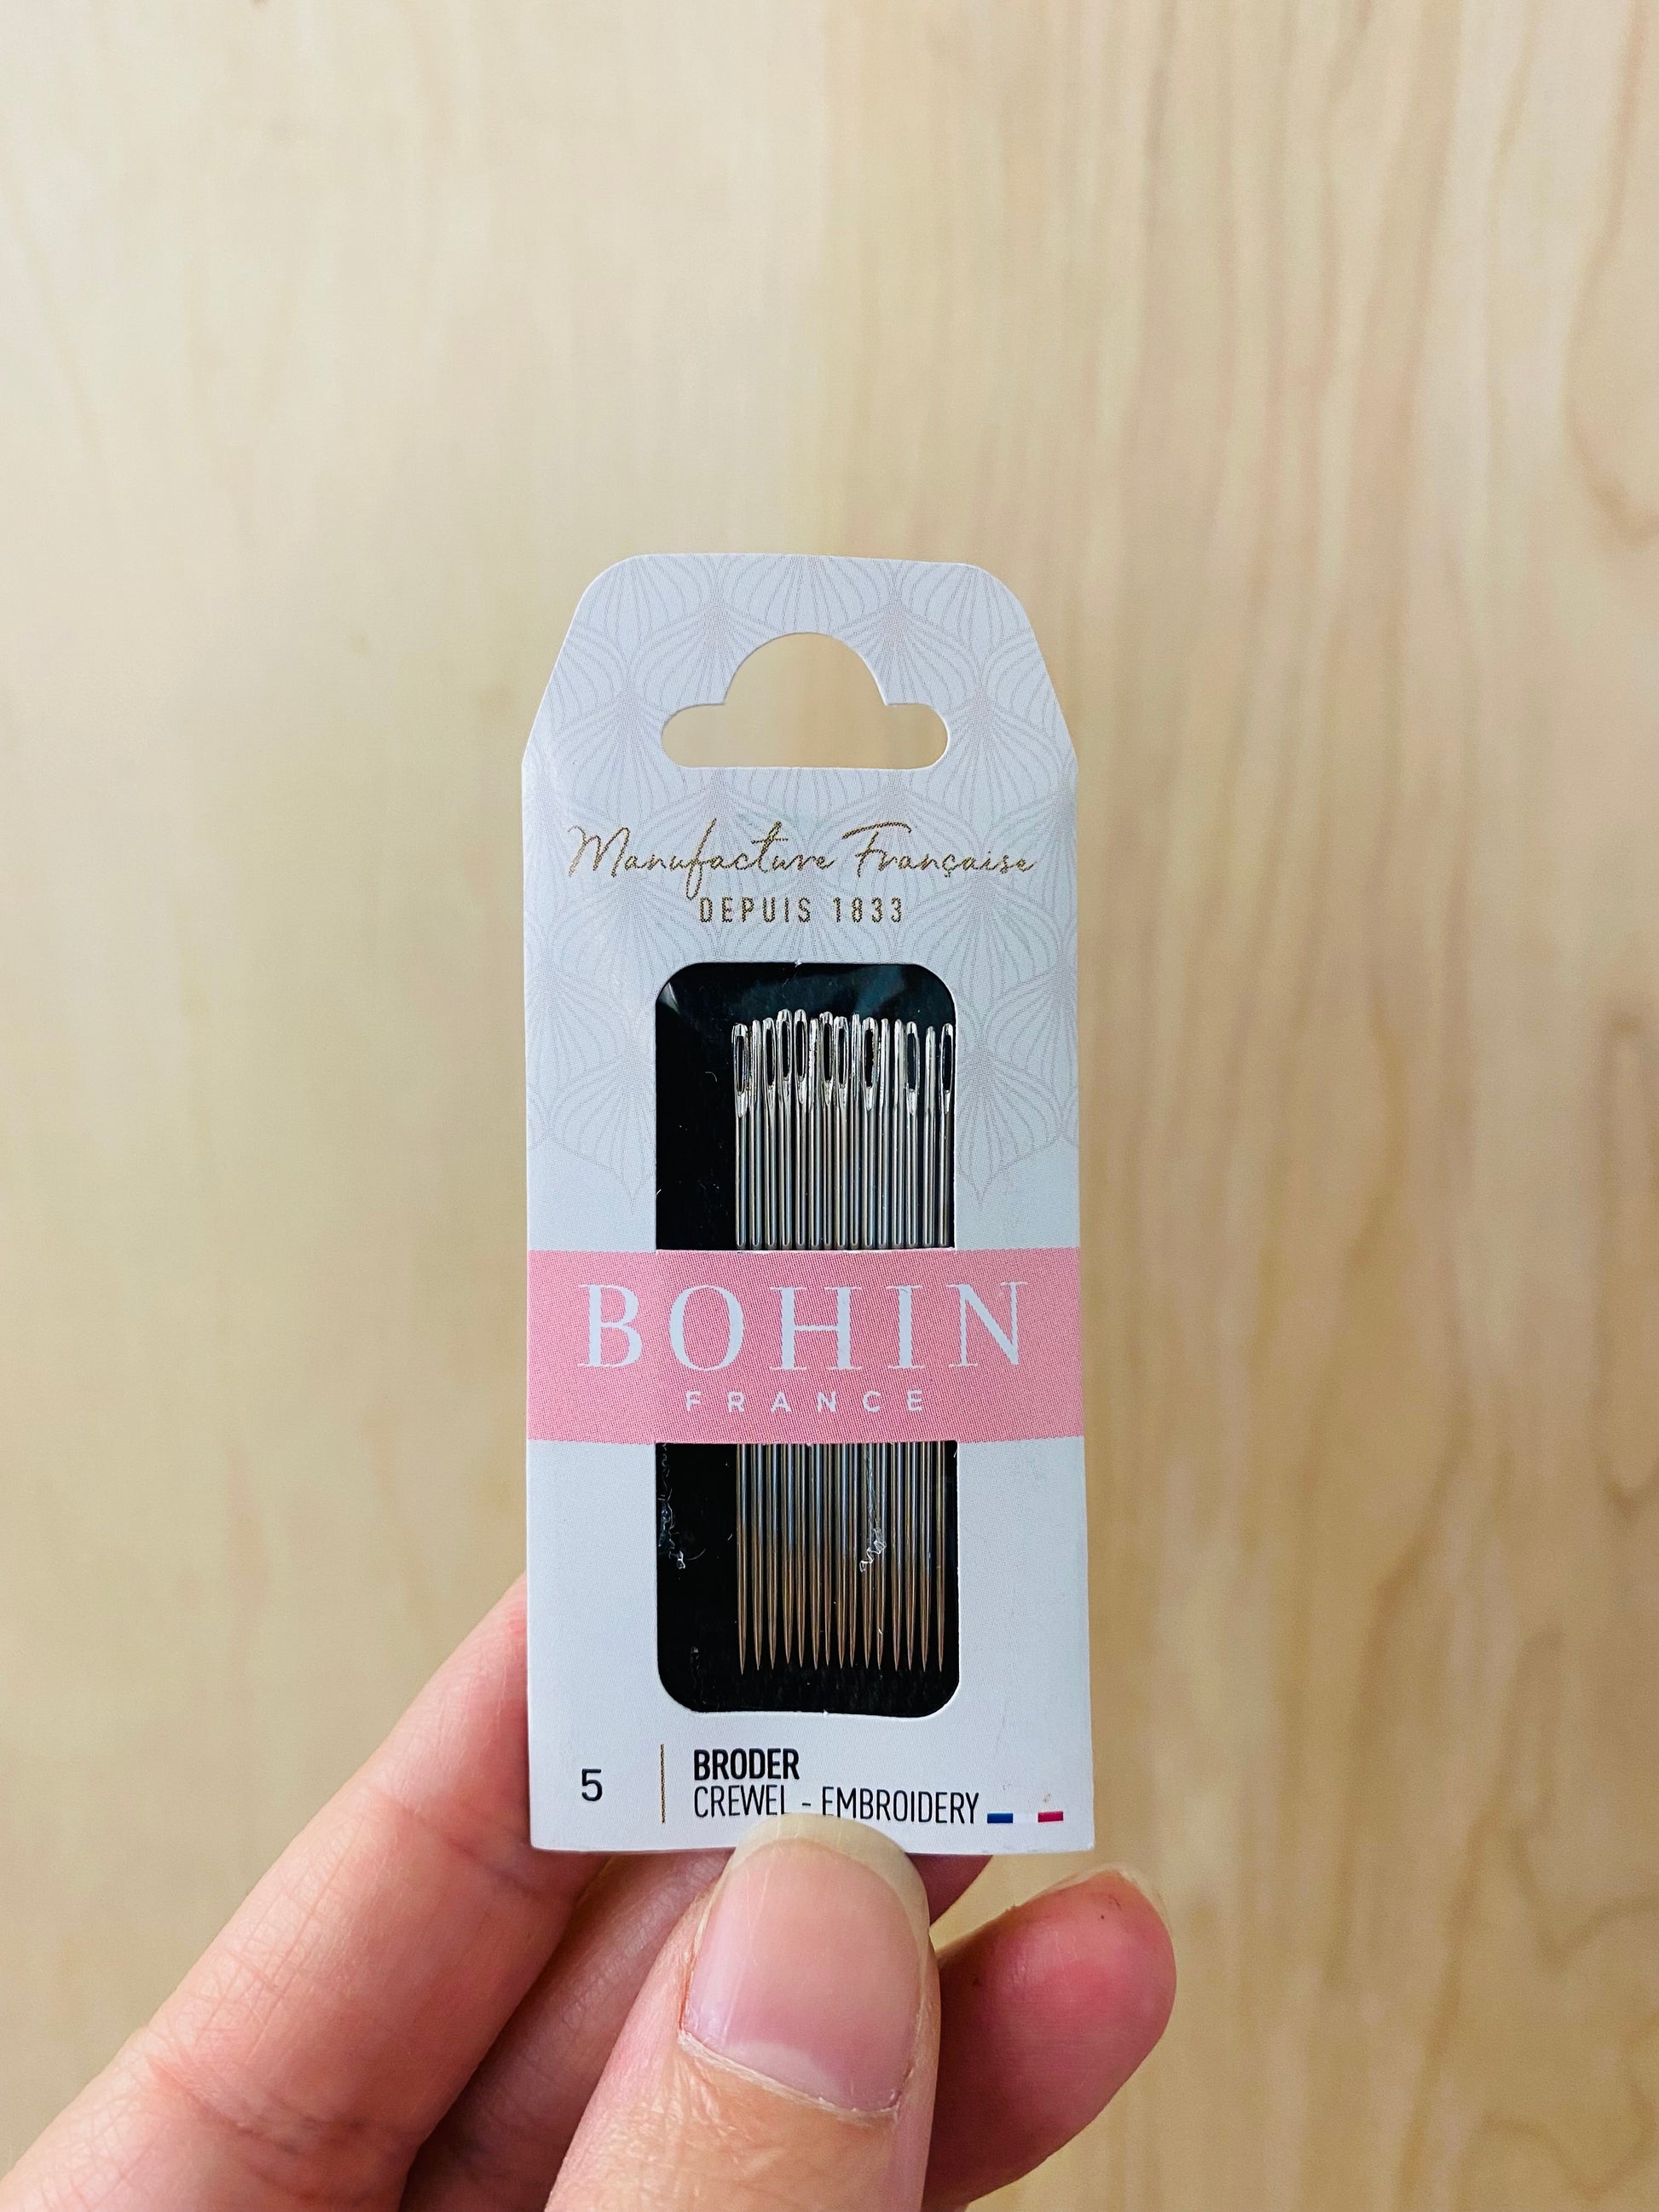 Manufacture Française
DEPUIS 1833
BOHIN
FRANCE
5
BRODER
CREWEL - EMBROIDERY